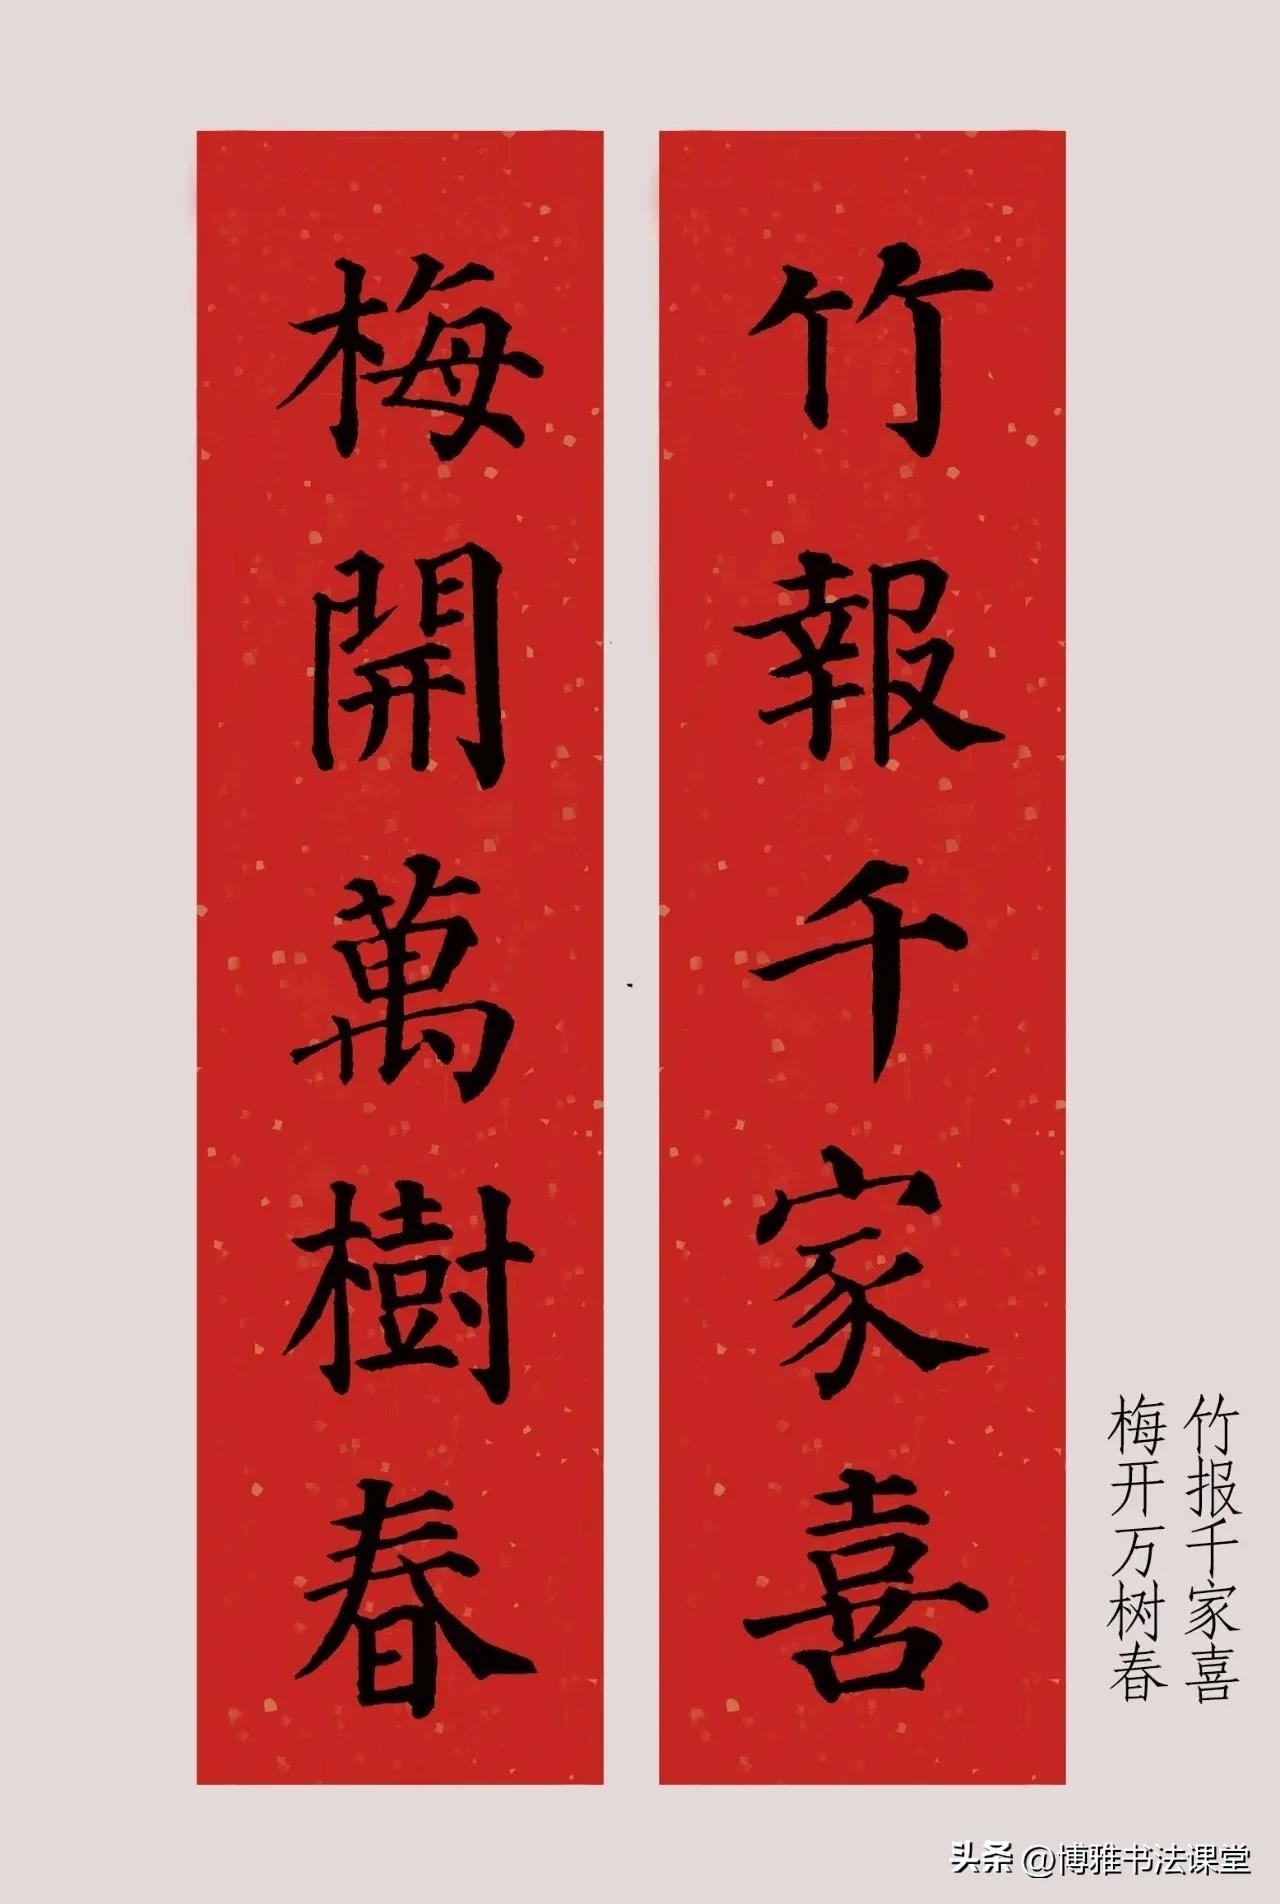 竹報千家喜
梅開萬樹春
竹报千家喜
梅开万树春
头条 @博雅书法课堂